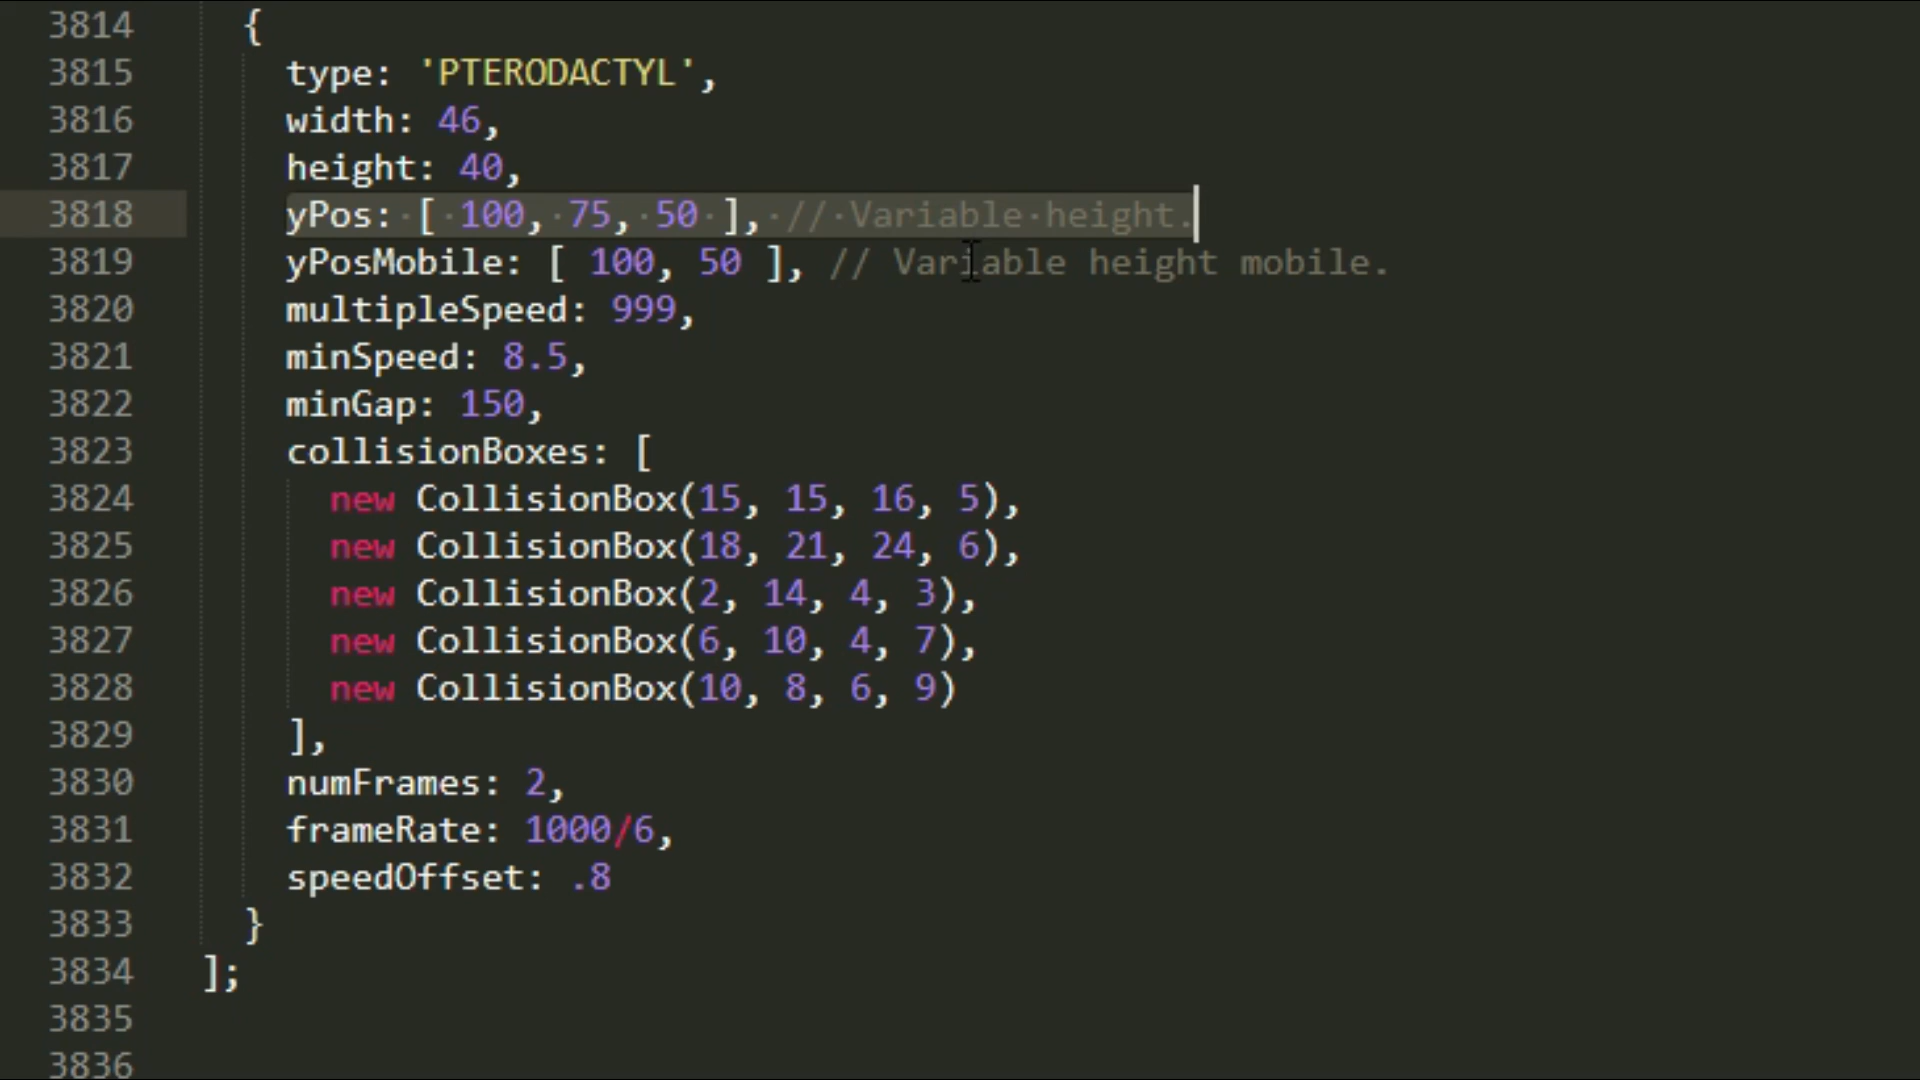 3814 {
3815 type: 'PTERODACTYL',
3816 width: 46,
3817 height: 40,
3818 yPos: [ 100, 75, 50 ], // Variable height.
3819 yPosMobile: [ 100, 50 ], // Variable height mobile.
3820 multipleSpeed: 999,
3821 minSpeed: 8.5,
3822 minGap: 150,
3823 collisionBoxes: [
3824 new CollisionBox(15, 15, 16, 5),
3825 new CollisionBox(18, 21, 24, 6),
3826 new CollisionBox(2, 14, 4, 3),
3827 new CollisionBox(6, 10, 4, 7),
3828 new CollisionBox(10, 8, 6, 9)
3829 ],
3830 numFrames: 2,
3831 frameRate: 1000/6,
3832 speedOffset: .8
3833 }
3834 ];
3835
3836